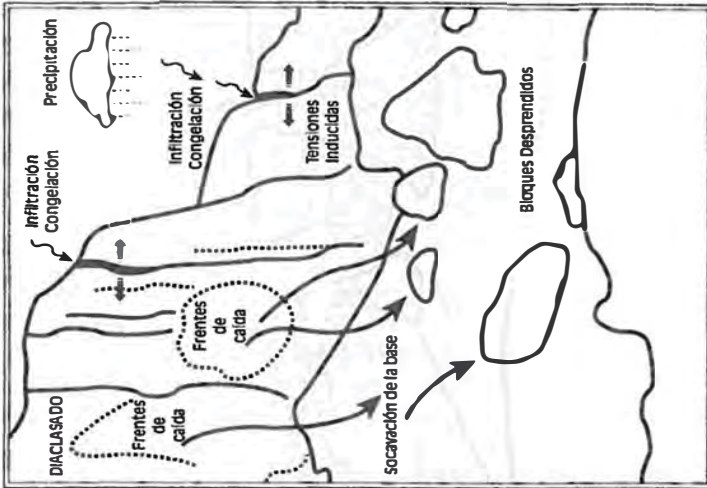 Precipitación
Infiltración
Congelación
Infiltración
Congelación
Tensiones
Inducidas
DIACLASADO
Frentes
de
caída
Frentes
de
caída
Socavación de la base
Bloques Desprendidos